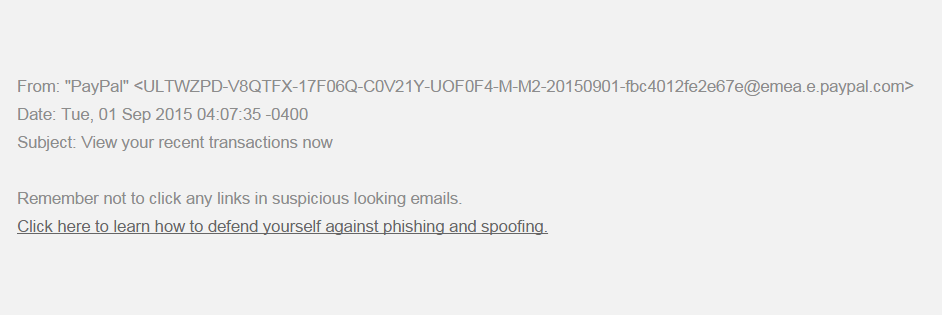 From: "PayPal" <ULTWZPD-V8QTFX-17F06Q-C0V21Y-UOF0F4-M-M2-20150901-fbc4012fe2e67e@emea.e.paypal.com>
Date: Tue, 01 Sep 2015 04:07:35 -0400
Subject: View your recent transactions now
Remember not to click any links in suspicious looking emails.
Click here to learn how to defend yourself against phishing and spoofing.